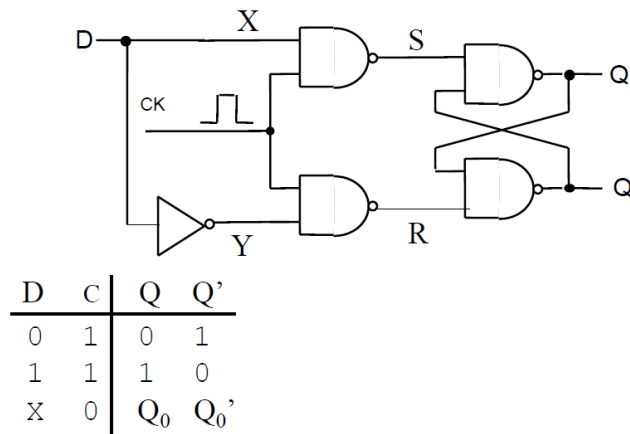 D X S Q
CK
Y R Q
D C Q Q’
0 1 0 1
1 1 1 0
X 0 Q₀ Q₀’